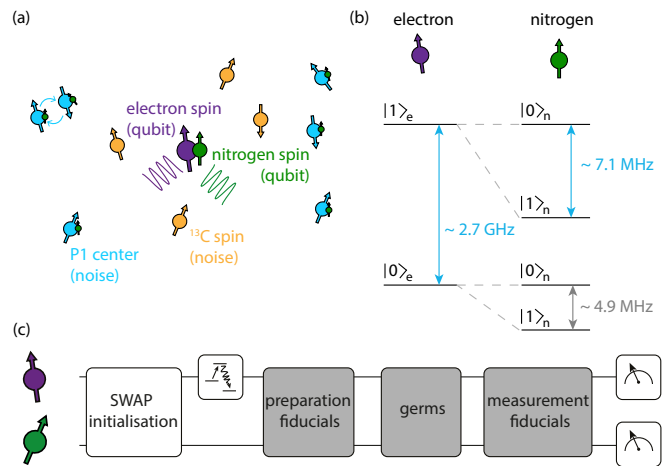 (a)
electron spin
(qubit)
nitrogen spin
(qubit)
P1 center
(noise)
¹³C spin
(noise)
(b)
electron
nitrogen
|1⟩e
|0⟩n
~ 7.1 MHz
|1⟩n
~ 2.7 GHz
|0⟩e
|0⟩n
|1⟩n
~ 4.9 MHz
(c)
SWAP
initialisation
preparation
fiducials
germs
measurement
fiducials